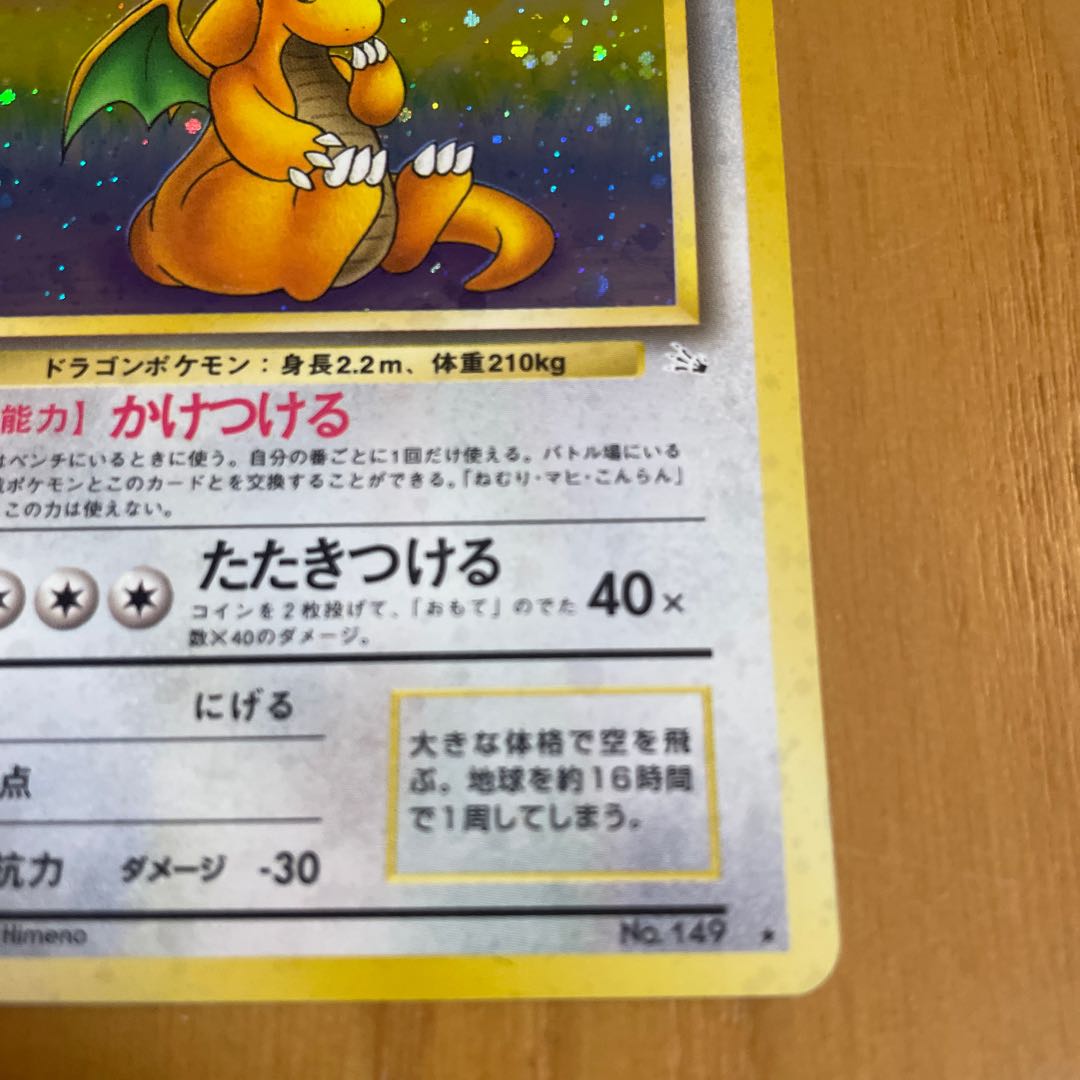 ドラゴンポケモン：身長2.2m、体重210kg
能力】かけつける
はベンチにいるときに使う。自分の番ごとに1回だけ使える。バトル場にいる
ポケモンとこのカードとを交換することができる。「ねむり・マヒ・こんらん」
この力は使えない。
たたきつける
40×
コインを2枚投げて、「おもて」のでた
数×40のダメージ。
にげる
点
抗力 ダメージ -30
大きな体格で空を飛
ぶ。地球を約16時間
で1周してしまう。
Himeno
No. 149 ★